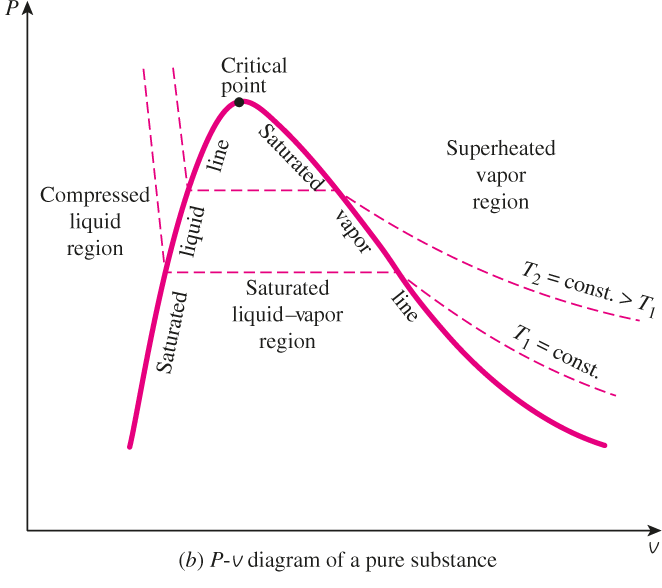 P
Critical
point
Saturated liquid line
Saturated vapor line
Superheated
vapor
region
Compressed
liquid
region
T₂ = const. > T₁
Saturated
liquid–vapor
region
T₁ = const.
v
(b) P-v diagram of a pure substance